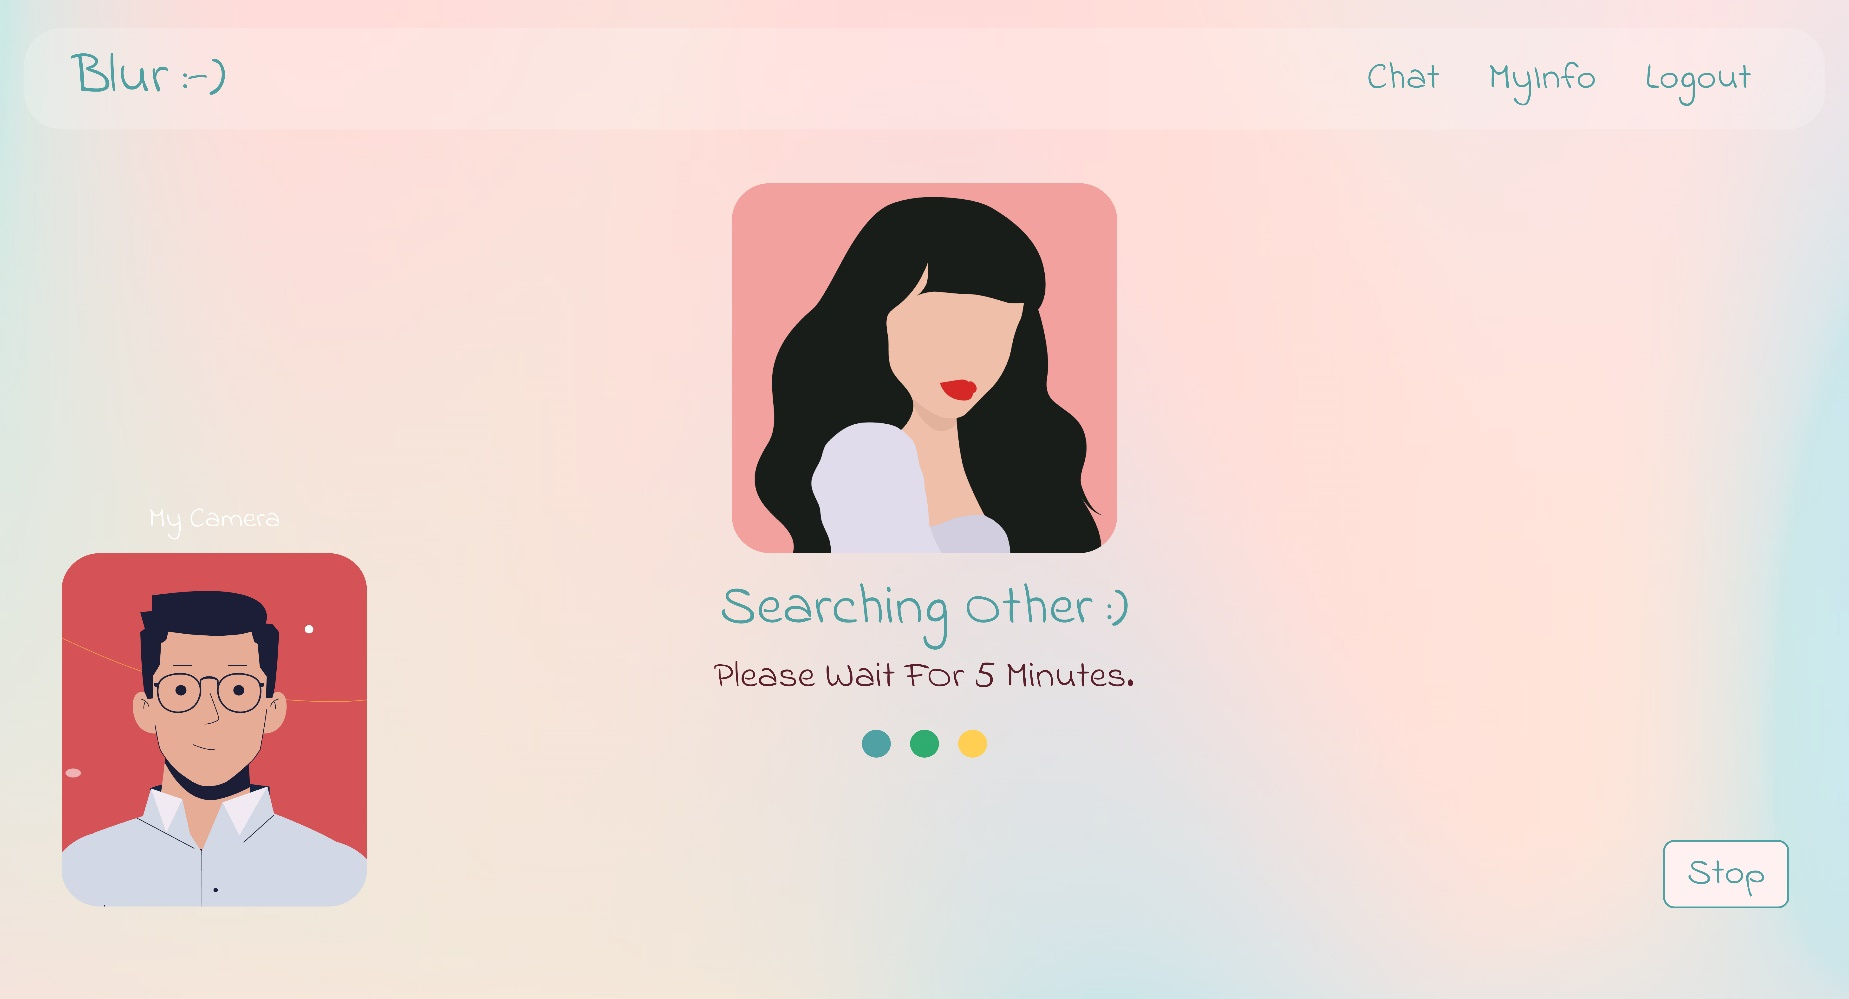 Blur :-)
Chat MyInfo Logout
My Camera
Searching other :)
Please Wait For 5 Minutes.
Stop